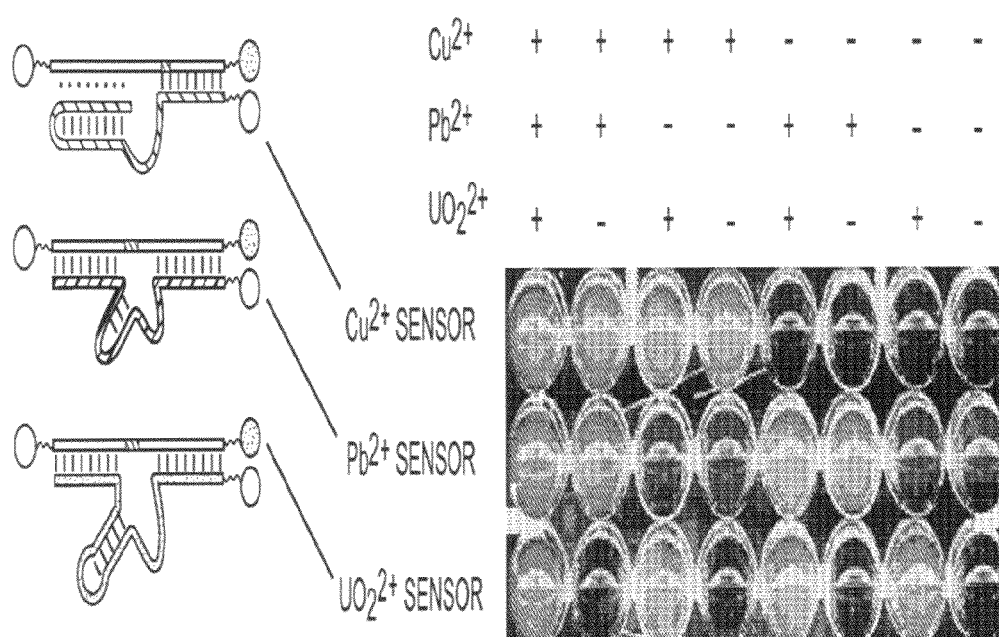 Cu2+ + + + + - - - -
Pb2+ + + - - + + - -
UO22+ + - + - + - + -
Cu2+ SENSOR
Pb2+ SENSOR
UO22+ SENSOR